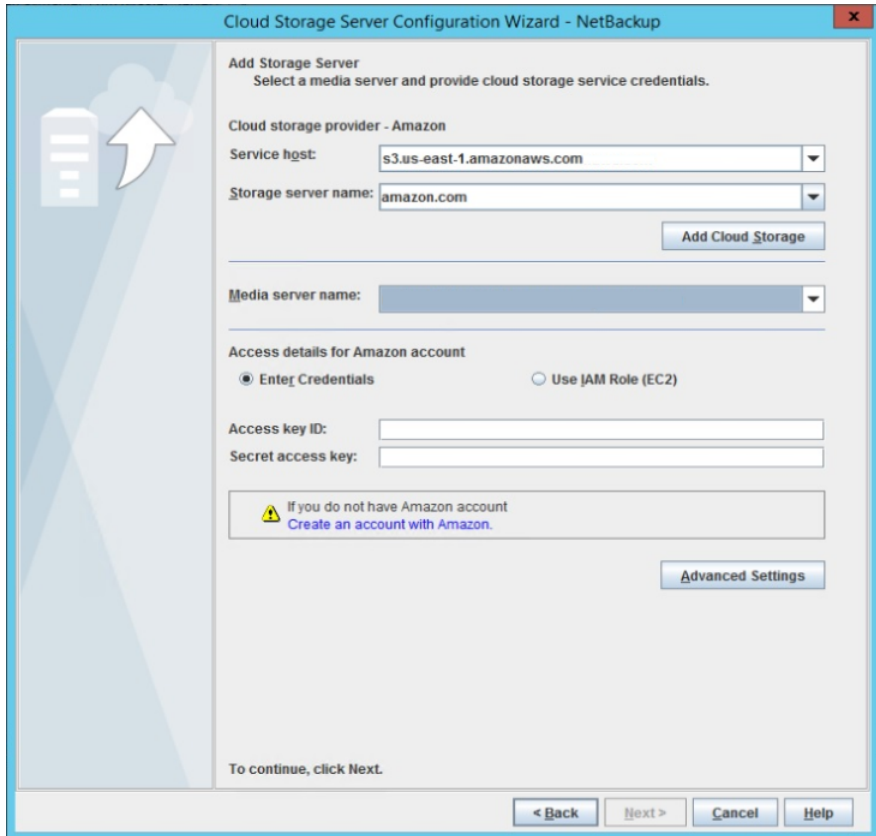 Cloud Storage Server Configuration Wizard - NetBackup
x
Add Storage Server
Select a media server and provide cloud storage service credentials.
Cloud storage provider - Amazon
Service host: s3.us-east-1.amazonaws.com
Storage server name: amazon.com
Add Cloud Storage
Media server name:
Access details for Amazon account
Enter Credentials Use IAM Role (EC2)
Access key ID:
Secret access key:
If you do not have Amazon account
Create an account with Amazon.
Advanced Settings
To continue, click Next.
< Back Next > Cancel Help